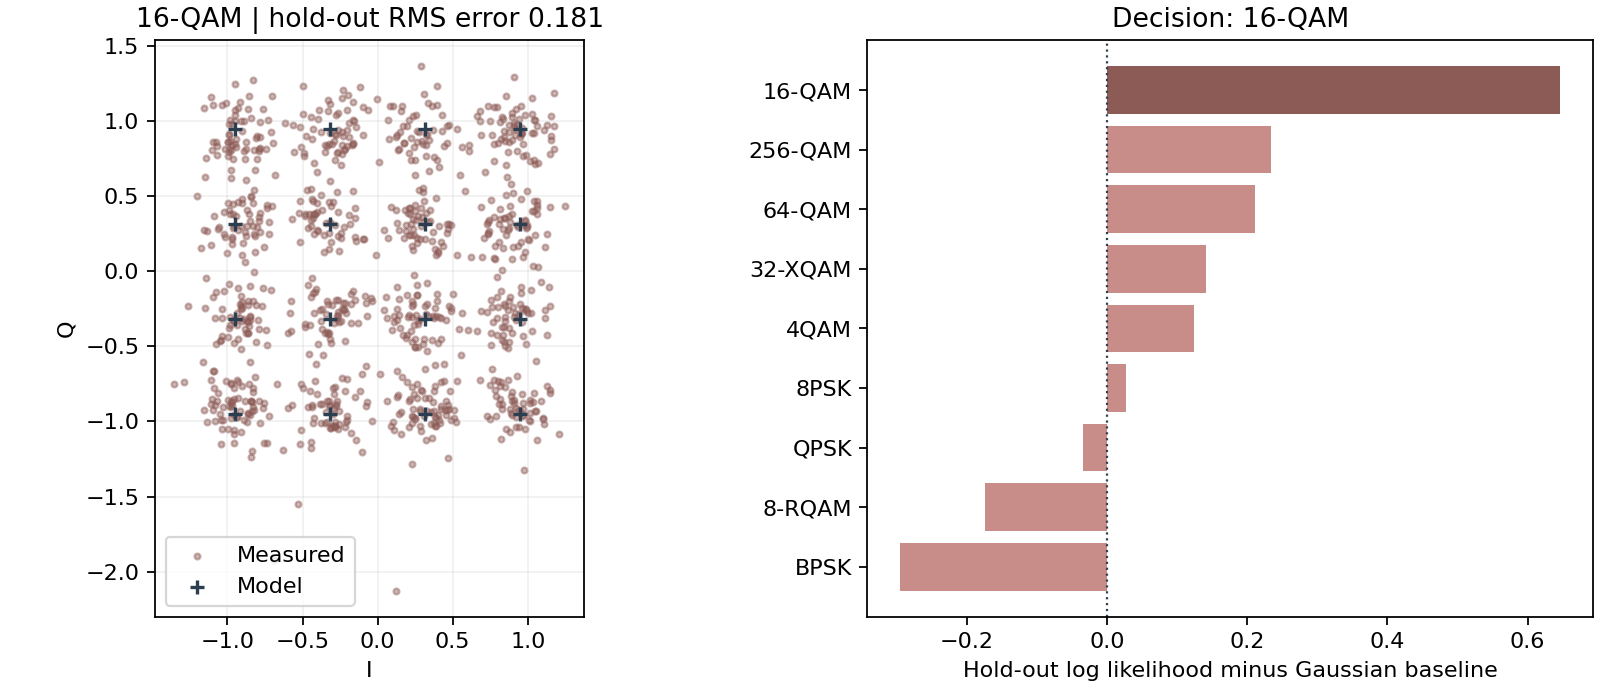 16-QAM | hold-out RMS error 0.181
1.5
1.0
0.5
0.0
−0.5
−1.0
−1.5
−2.0
Q
Measured
Model
−1.0
−0.5
0.0
0.5
1.0
I
Decision: 16-QAM
16-QAM
256-QAM
64-QAM
32-XQAM
4QAM
8PSK
QPSK
8-RQAM
BPSK
−0.2
0.0
0.2
0.4
0.6
Hold-out log likelihood minus Gaussian baseline